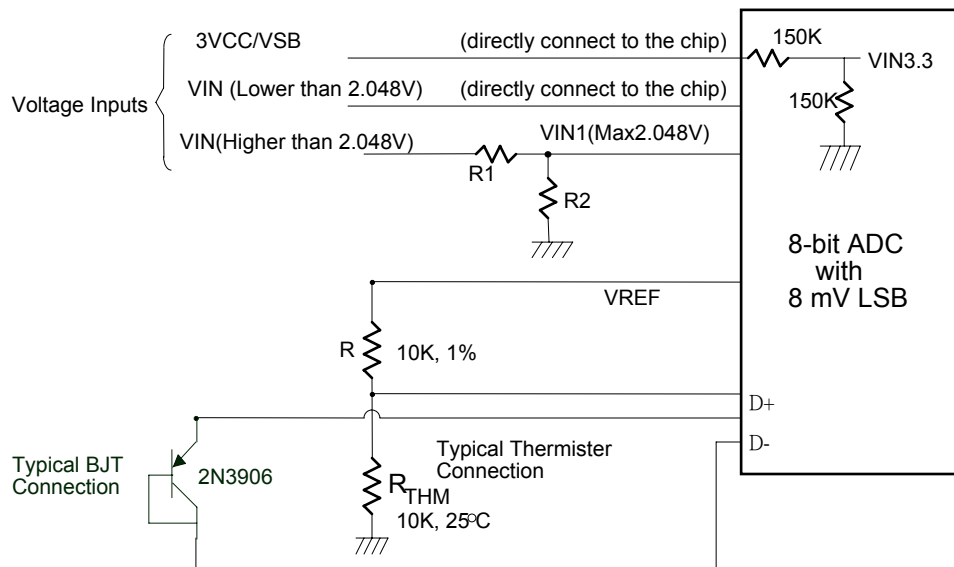 3VCC/VSB
(directly connect to the chip)
150K
VIN3.3
VIN (Lower than 2.048V)
(directly connect to the chip)
150K
Voltage Inputs
VIN(Higher than 2.048V)
VIN1(Max2.048V)
R1
R2
8-bit ADC
with
8 mV LSB
VREF
R
10K, 1%
D+
D-
Typical BJT
Connection
2N3906
Typical Thermister
Connection
RTHM
10K, 25°C